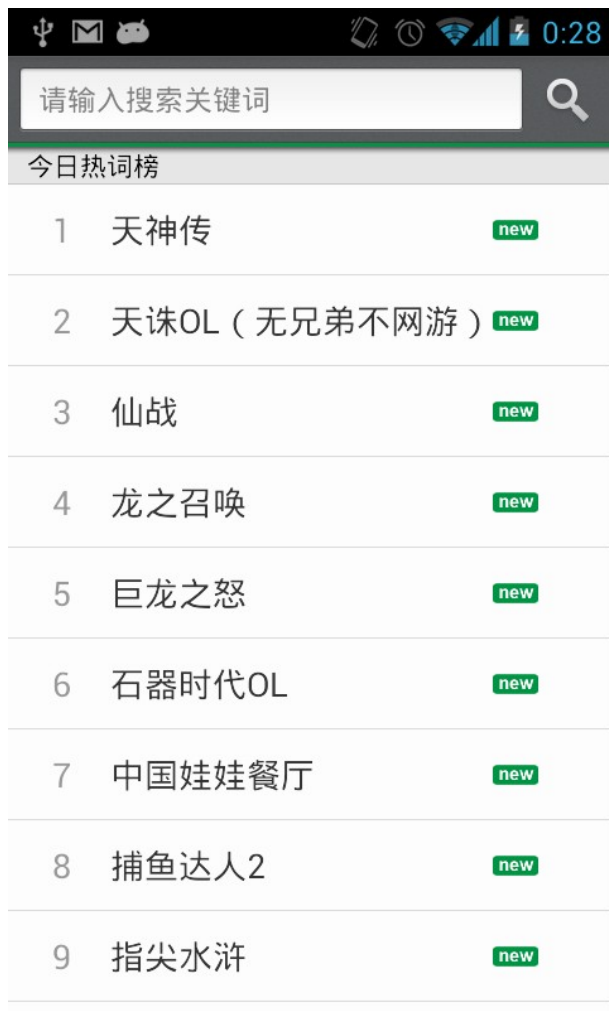 0:28
请输入搜索关键词
今日热词榜
1 天神传 new
2 天诛OL（无兄弟不网游） new
3 仙战 new
4 龙之召唤 new
5 巨龙之怒 new
6 石器时代OL new
7 中国娃娃餐厅 new
8 捕鱼达人2 new
9 指尖水浒 new